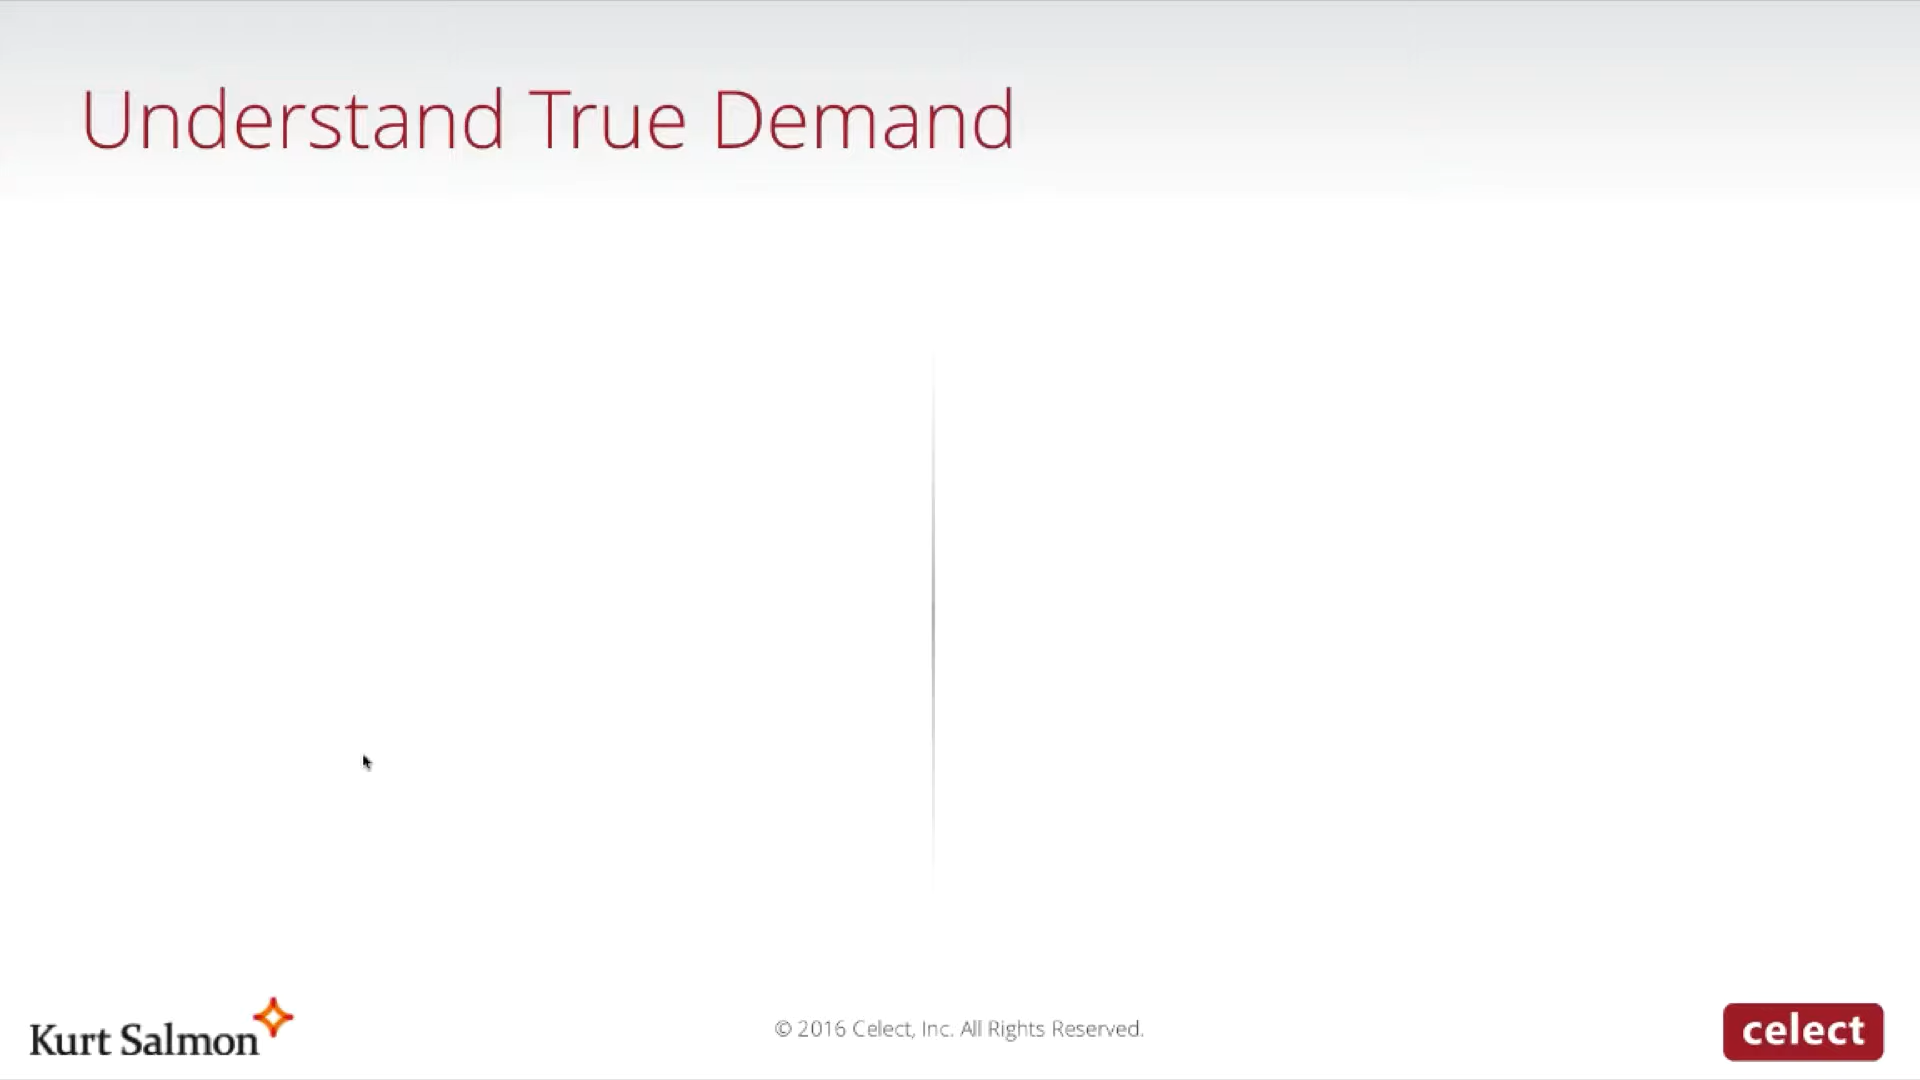 Understand True Demand
Kurt Salmon
© 2016 Celect, Inc. All Rights Reserved.
celect